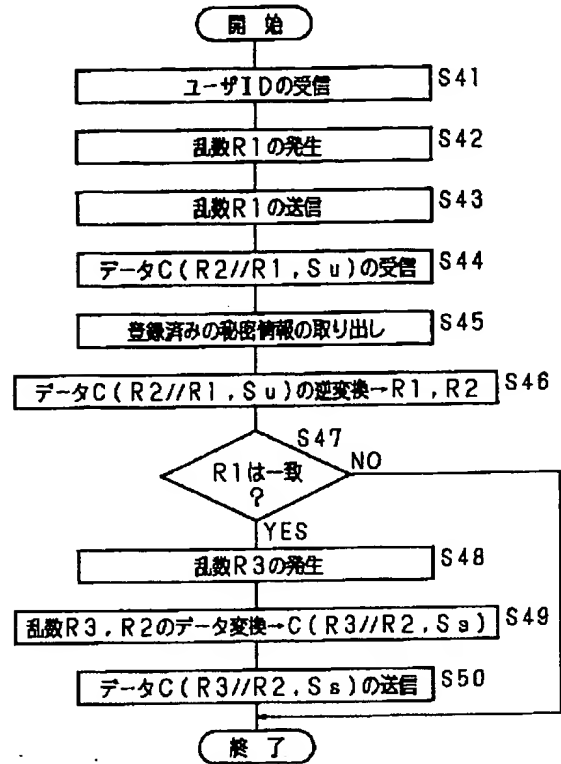 開 始
ユーザIDの受信 S41
乱数R1の発生 S42
乱数R1の送信 S43
データC(R2//R1,Su)の受信 S44
登録済みの秘密情報の取り出し S45
データC(R2//R1,Su)の逆変換→R1,R2 S46
S47
R1は一致 NO
?
YES
乱数R3の発生 S48
乱数R3,R2のデータ変換→C(R3//R2,Ss) S49
データC(R3//R2,Ss)の送信 S50
終 了